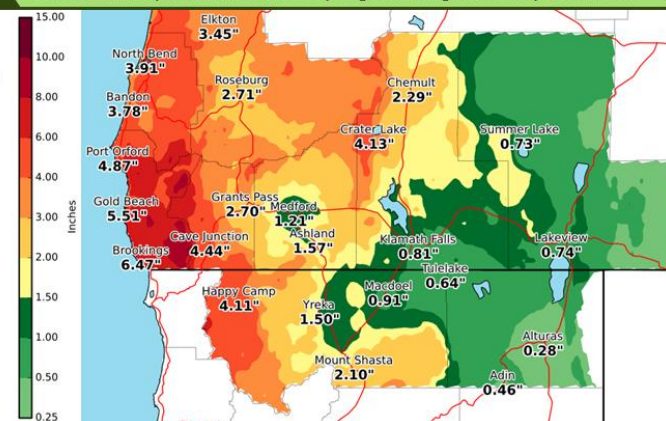 15.00
10.00
8.00
6.00
4.00
3.00
2.00
1.50
1.00
0.50
0.25
Inches
Elkton
3.45"
North Bend
3.91"
Roseburg
2.71"
Bandon
3.78"
Chemult
2.29"
Crater Lake
4.13"
Summer Lake
0.73"
Port Orford
4.87"
Gold Beach
5.51"
Grants Pass
2.70"
Medford
1.21"
Ashland
1.57"
Cave Junction
4.44"
Brookings
6.47"
Klamath Falls
0.81"
Lakeview
0.74"
Tulelake
0.64"
Happy Camp
4.11"
Macdoel
0.91"
Yreka
1.50"
Mount Shasta
2.10"
Alturas
0.28"
Adin
0.46"